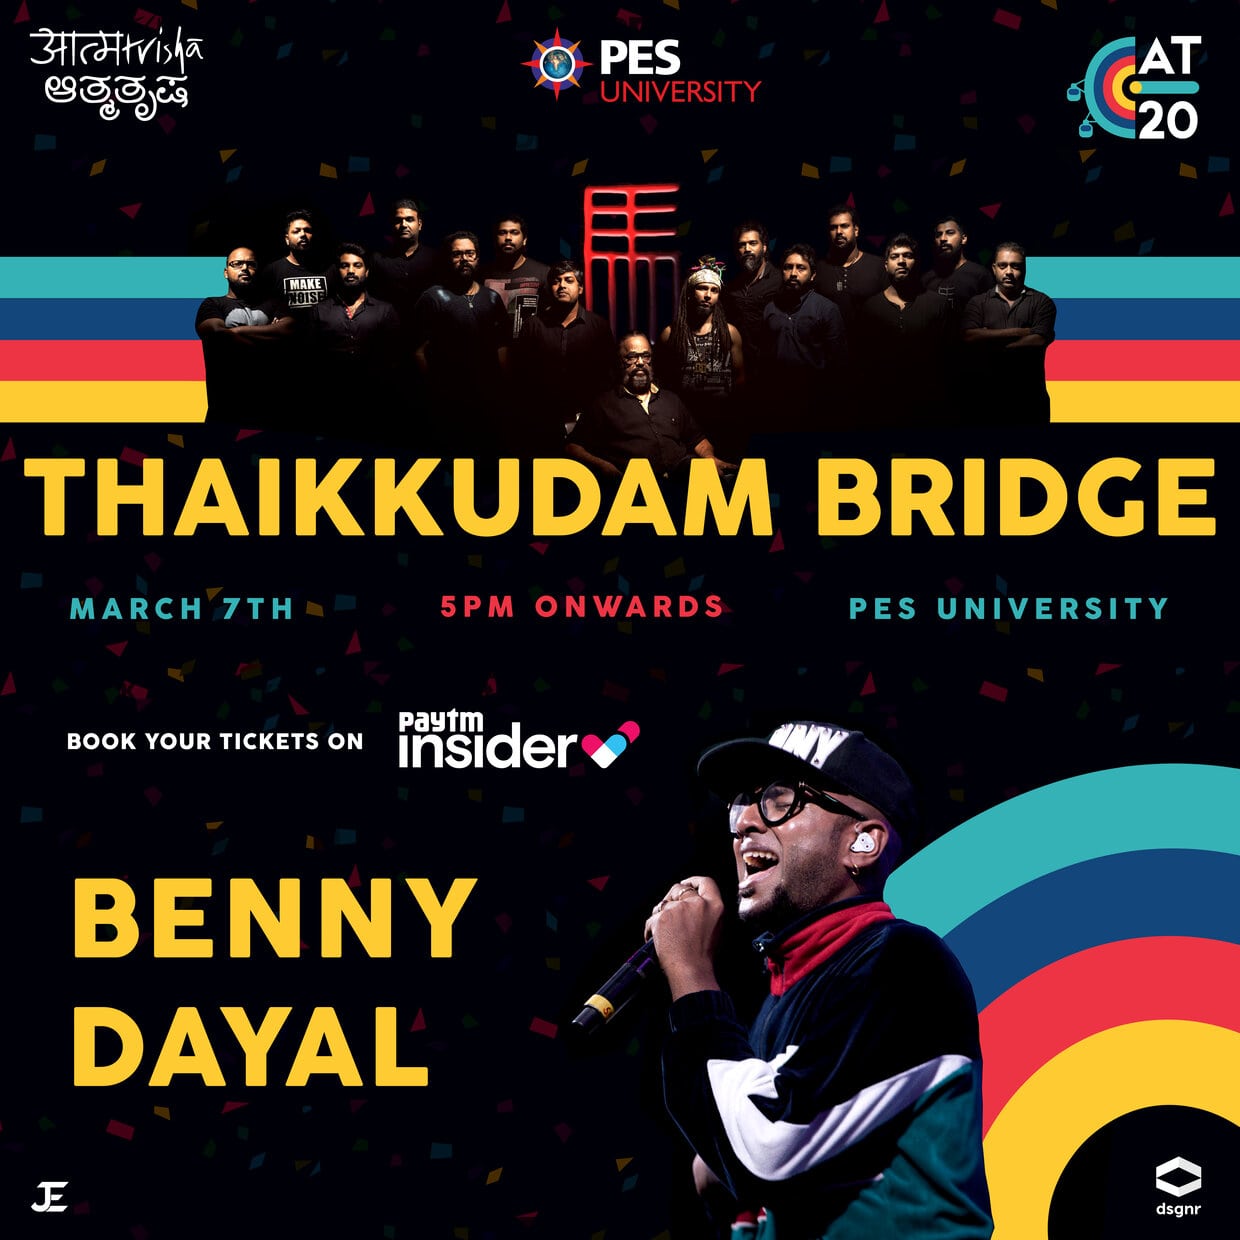 आत्मtrishā
ಆತ್ಮತೃಷ
PES
UNIVERSITY
AT
20
MAKE
NOISE
THAIKKUDAM BRIDGE
MARCH 7TH
5PM ONWARDS
PES UNIVERSITY
BOOK YOUR TICKETS ON
paytm
insider
BENNY
DAYAL
JE
dsgnr